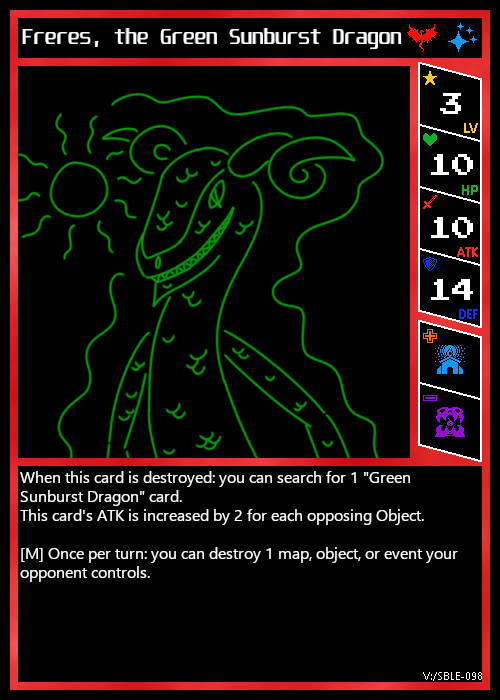 Freres, the Green Sunburst Dragon
3
LV
10
HP
10
ATK
14
DEF
When this card is destroyed: you can search for 1 "Green
Sunburst Dragon" card.
This card's ATK is increased by 2 for each opposing Object.
[M] Once per turn: you can destroy 1 map, object, or event your
opponent controls.
V:/SBLE-098